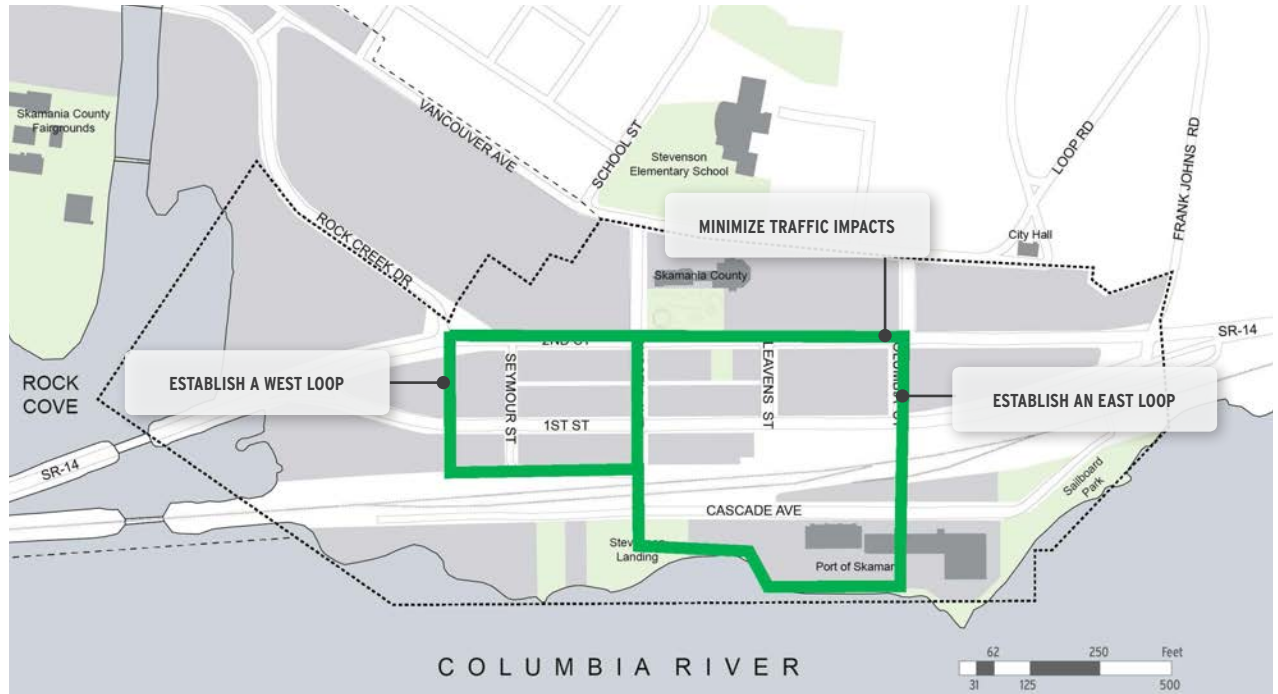 Skamania County
Fairgrounds
VANCOUVER AVE
SCHOOL ST
Stevenson
Elementary School
LOOP RD
FRANK JOHNS RD
MINIMIZE TRAFFIC IMPACTS
City Hall
ROCK CREEK DR
Skamania County
SR-14
2ND ST
ROCK
COVE
ESTABLISH A WEST LOOP
SEYMOUR ST
LEAVENS ST
ESTABLISH AN EAST LOOP
1ST ST
SR-14
Sailboard
Park
CASCADE AVE
Landing
Port of
COLUMBIA RIVER
62 250 Feet
31 125 500